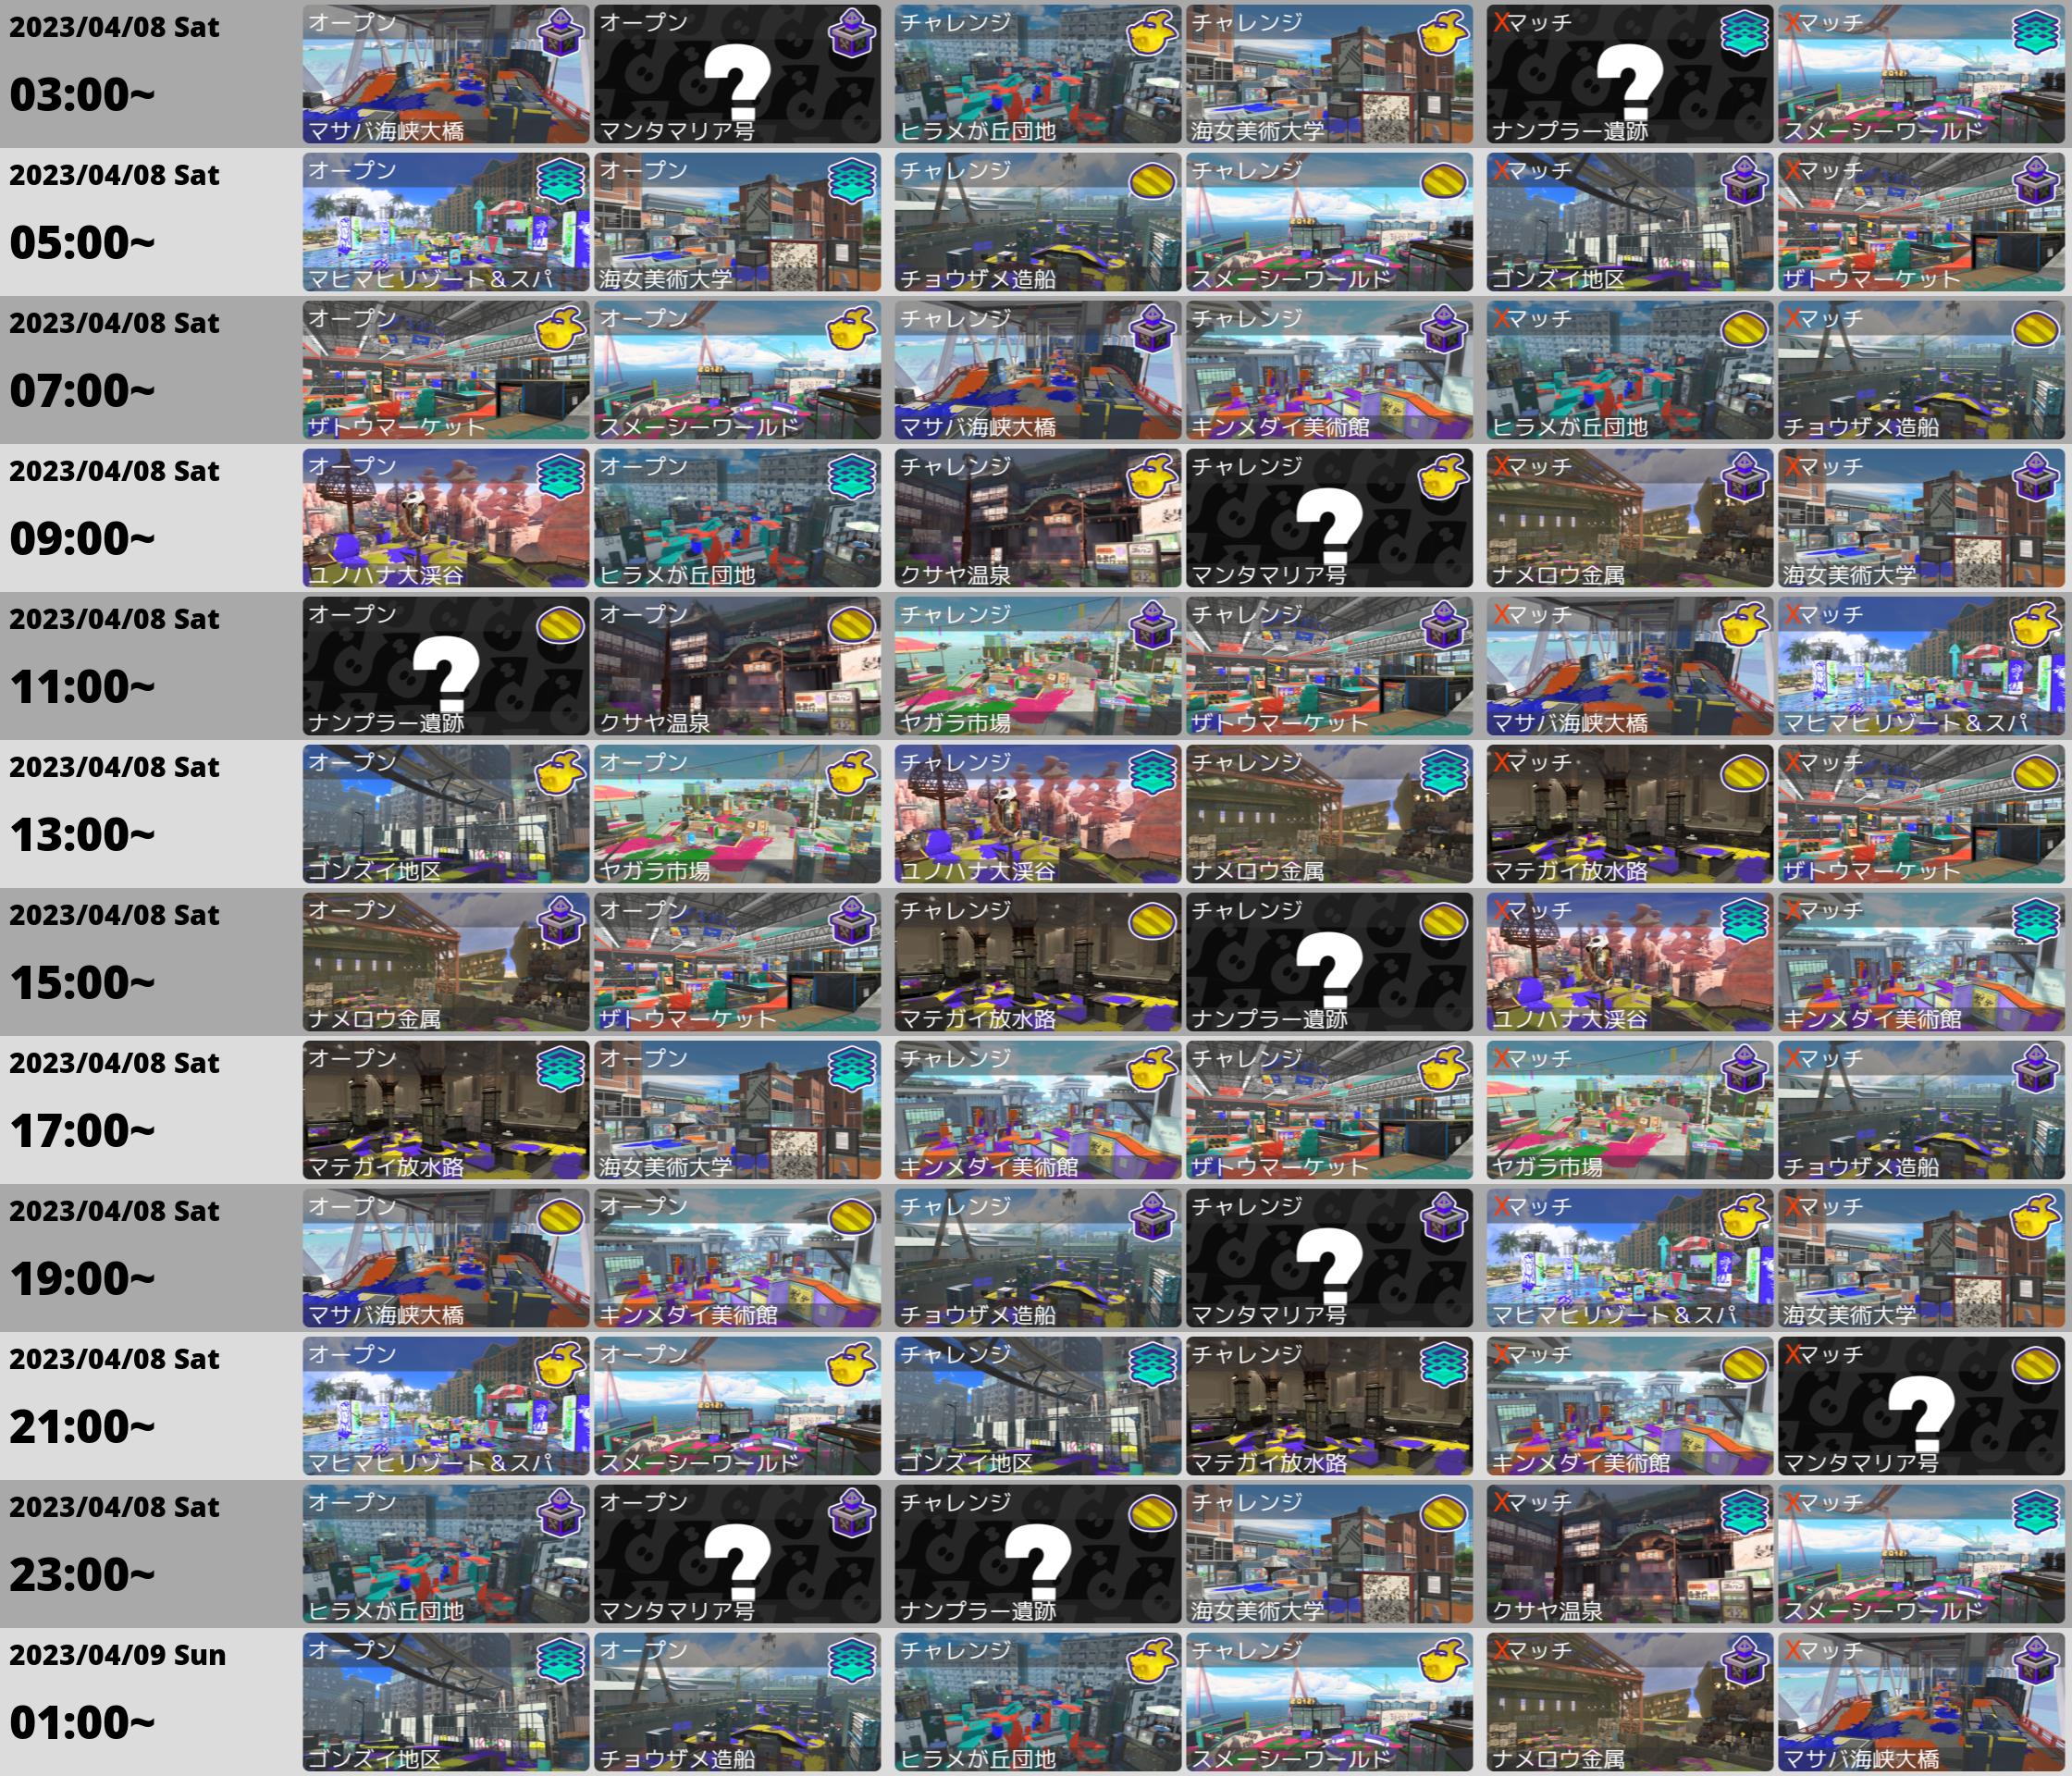 2023/04/08 Sat
03:00~
オープン
マサバ海峡大橋
オープン
マンタマリア号
チャレンジ
ヒラメが丘団地
チャレンジ
海女美術大学
Xマッチ
ナンプラー遺跡
Xマッチ
スメーシーワールド
2023/04/08 Sat
05:00~
オープン
マヒマヒリゾート＆スパ
オープン
海女美術大学
チャレンジ
チョウザメ造船
チャレンジ
スメーシーワールド
Xマッチ
ゴンズイ地区
Xマッチ
ザトウマーケット
2023/04/08 Sat
07:00~
オープン
ザトウマーケット
オープン
スメーシーワールド
チャレンジ
マサバ海峡大橋
チャレンジ
キンメダイ美術館
Xマッチ
ヒラメが丘団地
Xマッチ
チョウザメ造船
2023/04/08 Sat
09:00~
オープン
ユノハナ大渓谷
オープン
ヒラメが丘団地
チャレンジ
クサヤ温泉
チャレンジ
マンタマリア号
Xマッチ
ナメロウ金属
Xマッチ
海女美術大学
2023/04/08 Sat
11:00~
オープン
ナンプラー遺跡
オープン
クサヤ温泉
チャレンジ
ヤガラ市場
チャレンジ
ザトウマーケット
Xマッチ
マサバ海峡大橋
Xマッチ
マヒマヒリゾート＆スパ
2023/04/08 Sat
13:00~
オープン
ゴンズイ地区
オープン
ヤガラ市場
チャレンジ
ユノハナ大渓谷
チャレンジ
ナメロウ金属
Xマッチ
マテガイ放水路
Xマッチ
ザトウマーケット
2023/04/08 Sat
15:00~
オープン
ナメロウ金属
オープン
ザトウマーケット
チャレンジ
マテガイ放水路
チャレンジ
ナンプラー遺跡
Xマッチ
ユノハナ大渓谷
Xマッチ
キンメダイ美術館
2023/04/08 Sat
17:00~
オープン
マテガイ放水路
オープン
海女美術大学
チャレンジ
キンメダイ美術館
チャレンジ
ザトウマーケット
Xマッチ
ヤガラ市場
Xマッチ
チョウザメ造船
2023/04/08 Sat
19:00~
オープン
マサバ海峡大橋
オープン
キンメダイ美術館
チャレンジ
チョウザメ造船
チャレンジ
マンタマリア号
Xマッチ
マヒマヒリゾート＆スパ
Xマッチ
海女美術大学
2023/04/08 Sat
21:00~
オープン
マヒマヒリゾート＆スパ
オープン
スメーシーワールド
チャレンジ
ゴンズイ地区
チャレンジ
マテガイ放水路
Xマッチ
キンメダイ美術館
Xマッチ
マンタマリア号
2023/04/08 Sat
23:00~
オープン
ヒラメが丘団地
オープン
マンタマリア号
チャレンジ
ナンプラー遺跡
チャレンジ
海女美術大学
Xマッチ
クサヤ温泉
Xマッチ
スメーシーワールド
2023/04/09 Sun
01:00~
オープン
ゴンズイ地区
オープン
チョウザメ造船
チャレンジ
ヒラメが丘団地
チャレンジ
スメーシーワールド
Xマッチ
ナメロウ金属
Xマッチ
マサバ海峡大橋